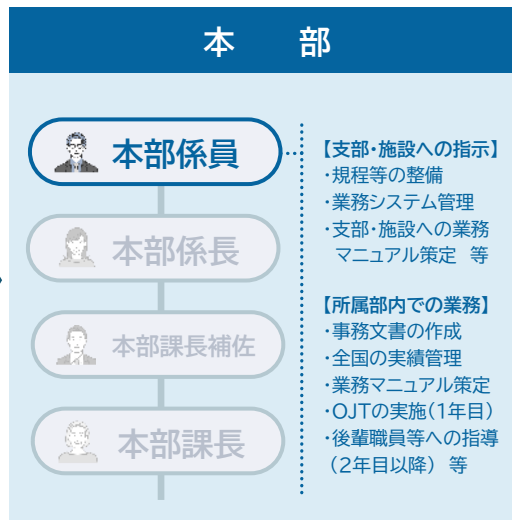 本　部
本部係員
本部係長
本部課長補佐
本部課長
【支部・施設への指示】
・規程等の整備
・業務システム管理
・支部・施設への業務
マニュアル策定　等
【所属部内での業務】
・事務文書の作成
・全国の実績管理
・業務マニュアル策定
・OJTの実施(1年目)
・後輩職員等への指導
(2年目以降)　等